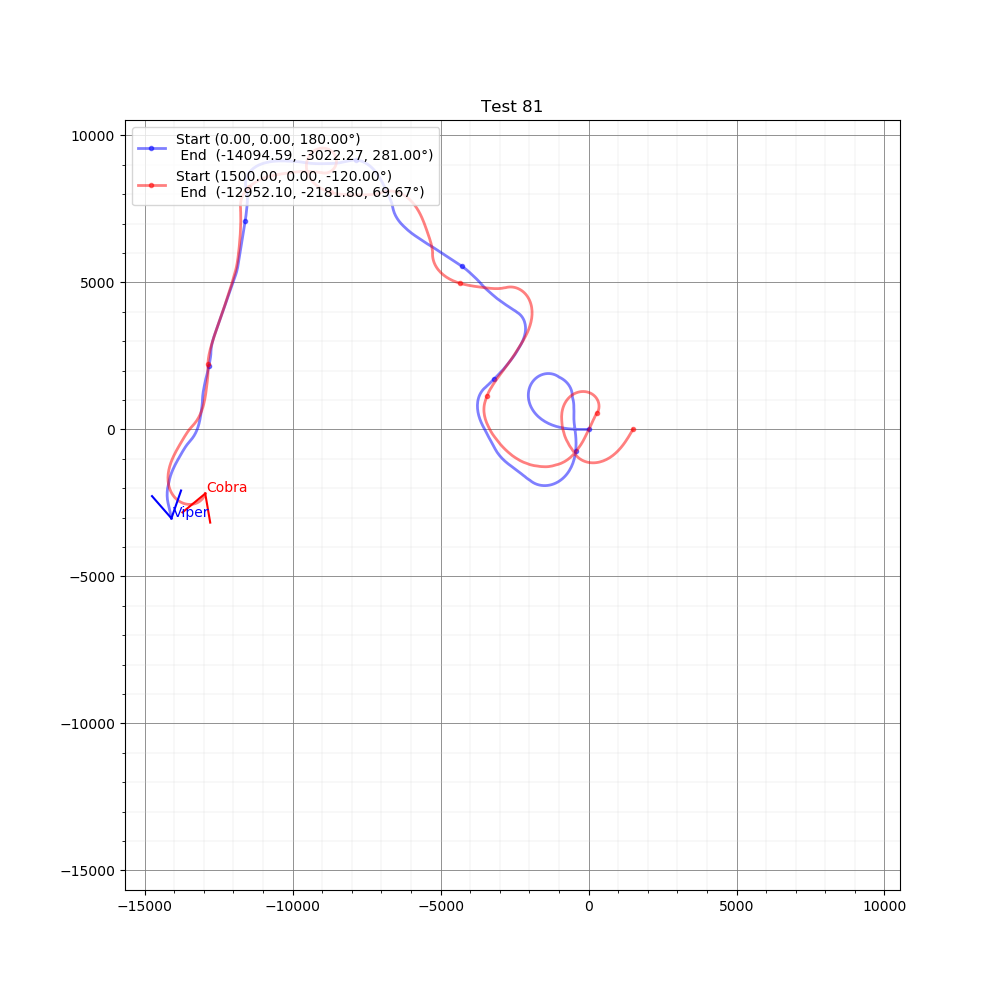 Test 81
Start (0.00, 0.00, 180.00°)
End (-14094.59, -3022.27, 281.00°)
Start (1500.00, 0.00, -120.00°)
End (-12952.10, -2181.80, 69.67°)
10000
5000
0
−5000
−10000
−15000
Cobra
Viper
−15000 −10000 −5000 0 5000 10000